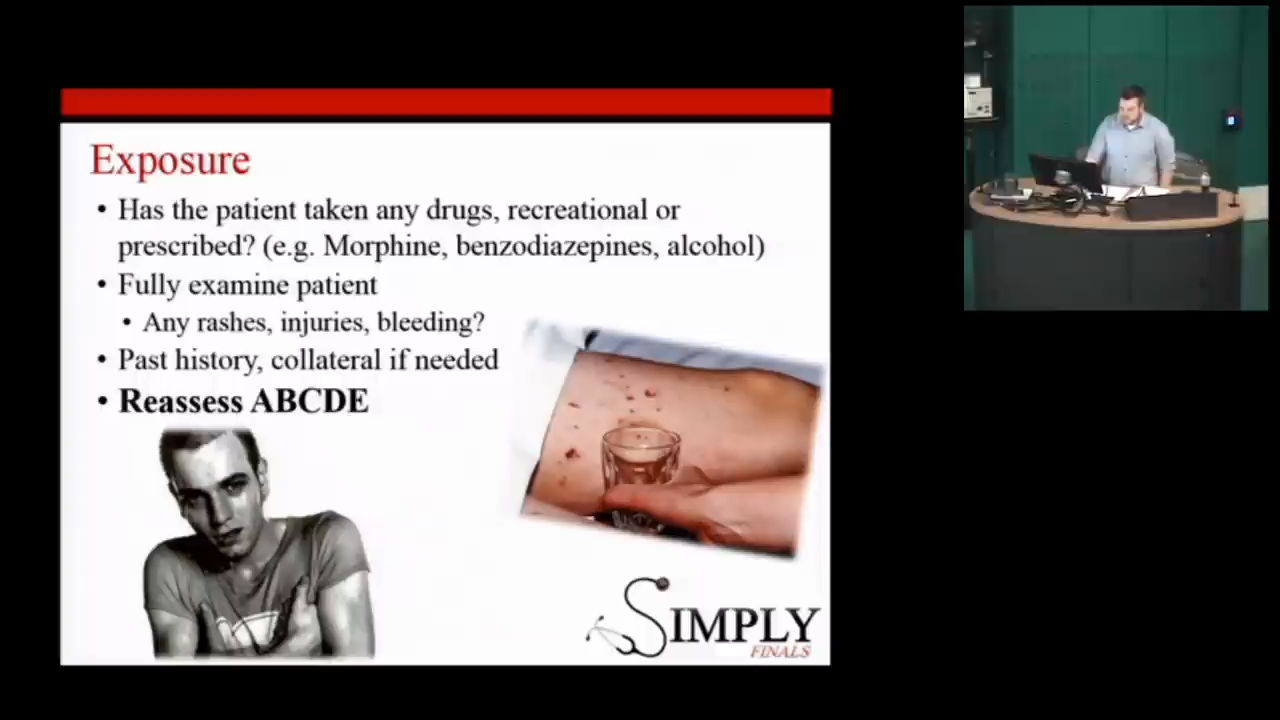 Exposure
• Has the patient taken any drugs, recreational or
prescribed? (e.g. Morphine, benzodiazepines, alcohol)
• Fully examine patient
• Any rashes, injuries, bleeding?
• Past history, collateral if needed
• Reassess ABCDE
SIMPLY
FINALS